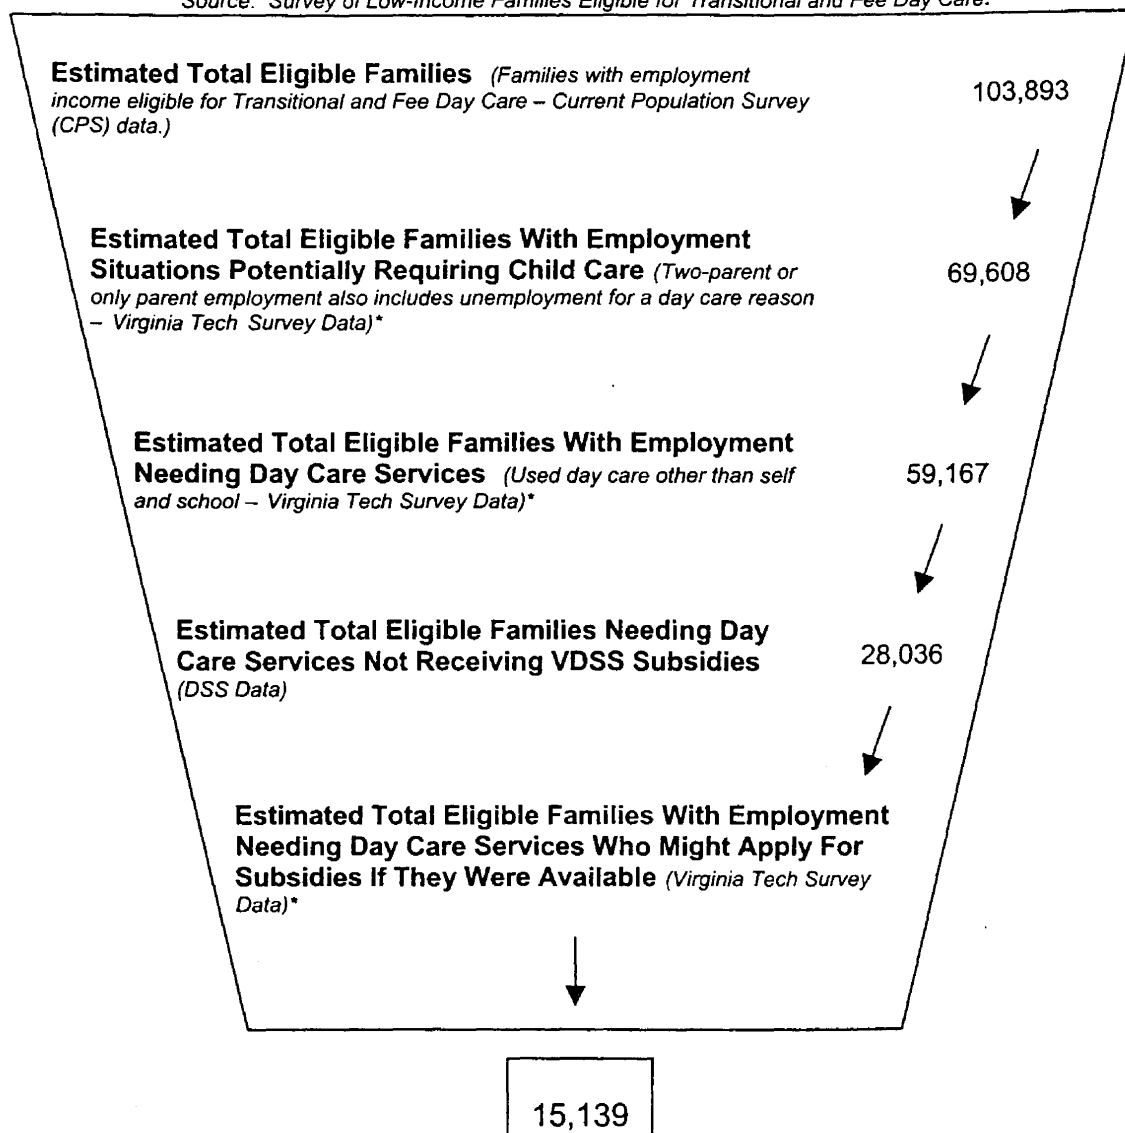 Source: Survey of Low-Income Families Eligible for Transitional and Fee Day Care.
Estimated Total Eligible Families (Families with employment
income eligible for Transitional and Fee Day Care – Current Population Survey
(CPS) data.)
103,893
Estimated Total Eligible Families With Employment
Situations Potentially Requiring Child Care (Two-parent or
only parent employment also includes unemployment for a day care reason
– Virginia Tech Survey Data)*
69,608
Estimated Total Eligible Families With Employment
Needing Day Care Services (Used day care other than self
and school – Virginia Tech Survey Data)*
59,167
Estimated Total Eligible Families Needing Day
Care Services Not Receiving VDSS Subsidies
(DSS Data)
28,036
Estimated Total Eligible Families With Employment
Needing Day Care Services Who Might Apply For
Subsidies If They Were Available (Virginia Tech Survey
Data)*
15,139